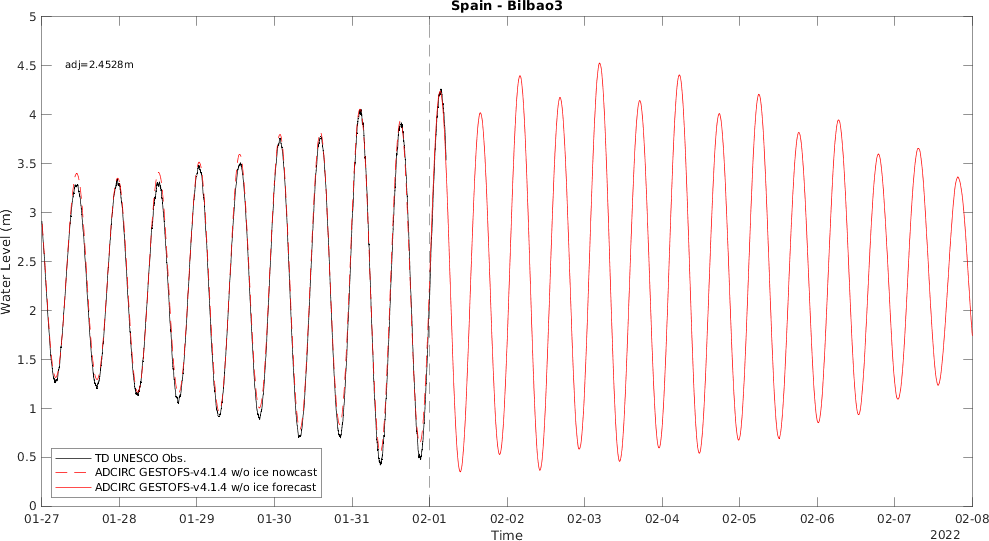 Spain - Bilbao3
5
4.5
4
3.5
3
2.5
2
1.5
1
0.5
0
Water Level (m)
adj=2.4528m
TD UNESCO Obs.
ADCIRC GESTOFS-v4.1.4 w/o ice nowcast
ADCIRC GESTOFS-v4.1.4 w/o ice forecast
01-27 01-28 01-29 01-30 01-31 02-01 02-02 02-03 02-04 02-05 02-06 02-07 02-08
Time
2022